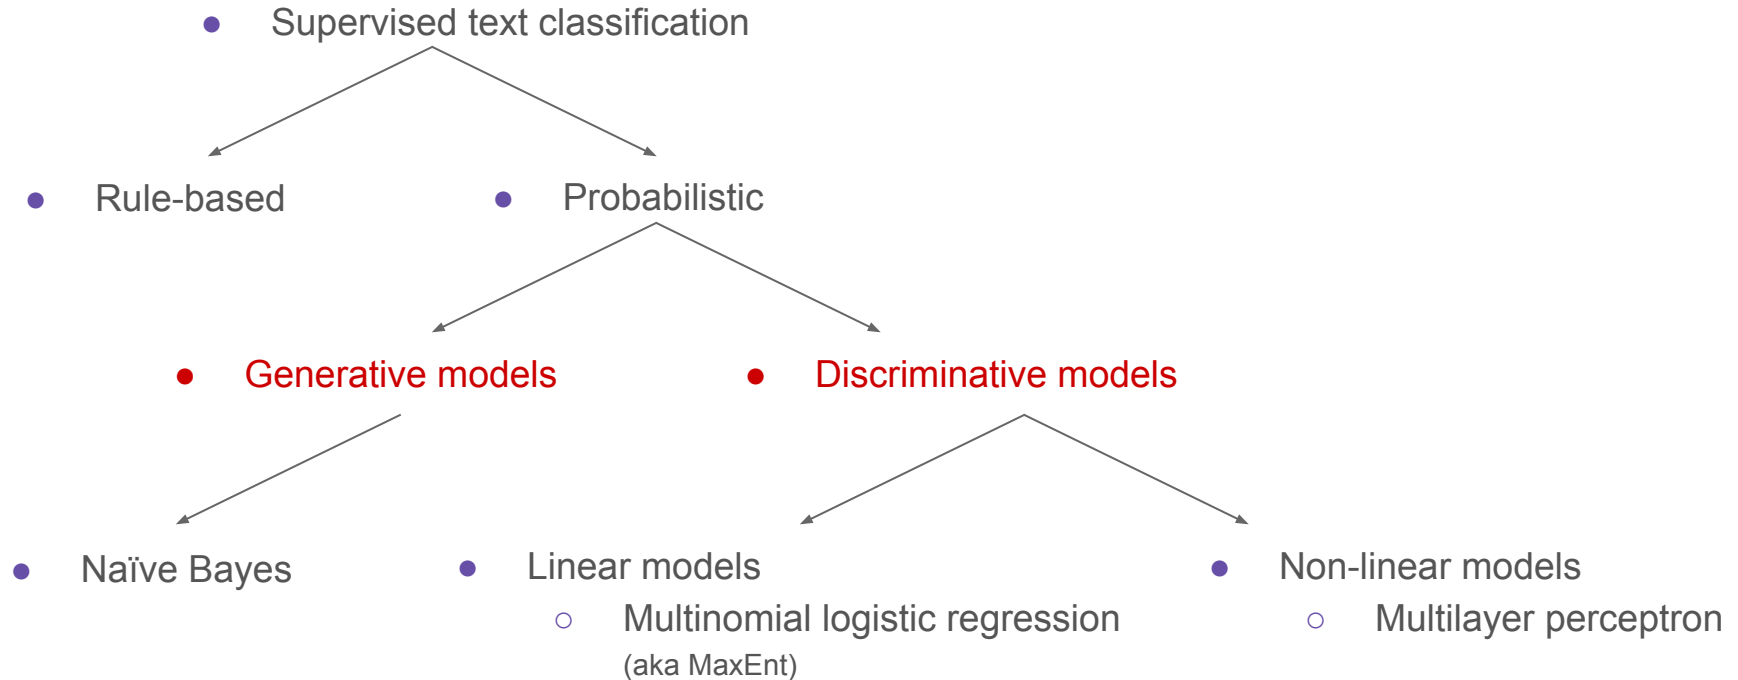 ● Supervised text classification
● Rule-based
● Probabilistic
● Generative models
● Discriminative models
● Naïve Bayes
● Linear models
● Non-linear models
○ Multinomial logistic regression
○ Multilayer perceptron
(aka MaxEnt)